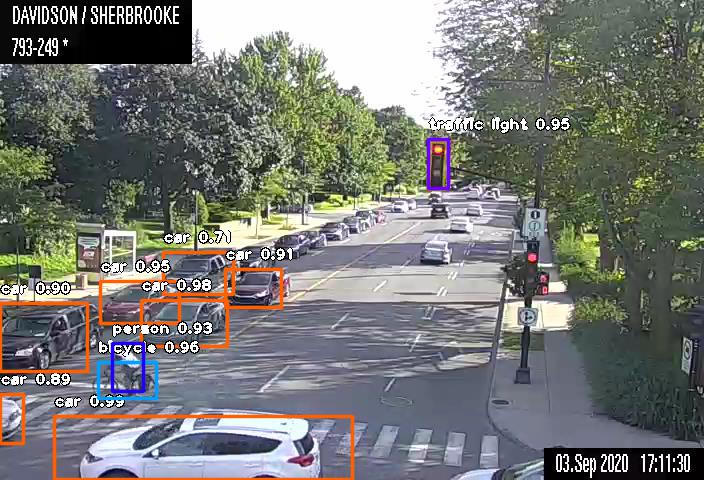 DAVIDSON / SHERBROOKE
793-249 *
traffic light 0.95
car 0.71
car 0.91
car 0.95
car 0.98
car 0.90
person 0.93
bicycle 0.96
car 0.89
car 0.99
03.Sep 2020 17:11:30